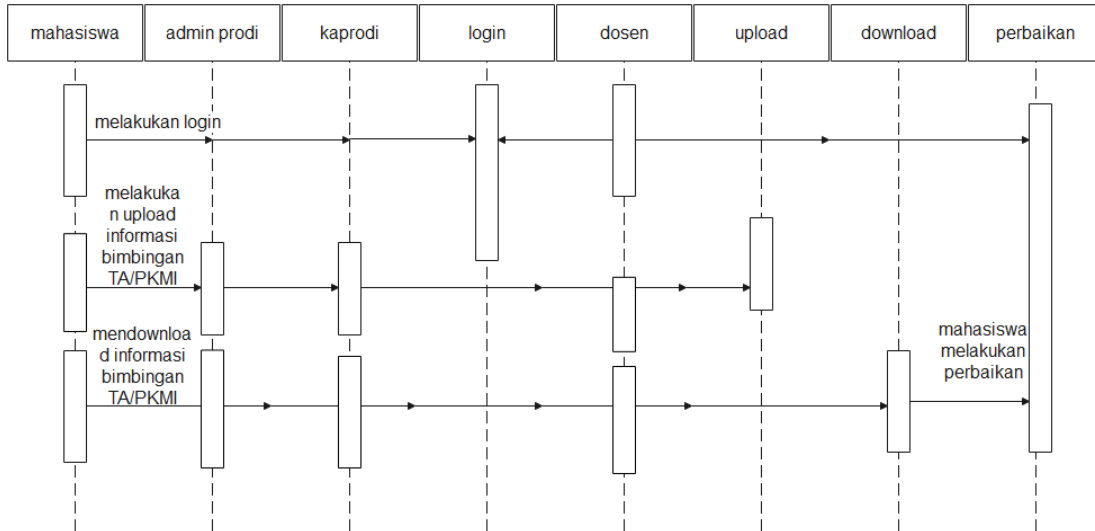 mahasiswa
admin prodi
kaprodi
login
dosen
upload
download
perbaikan
melakukan login
melakuka
n upload
informasi
bimbingan
TA/PKMI
mendownloa
d informasi
bimbingan
TA/PKMI
mahasiswa
melakukan
perbaikan